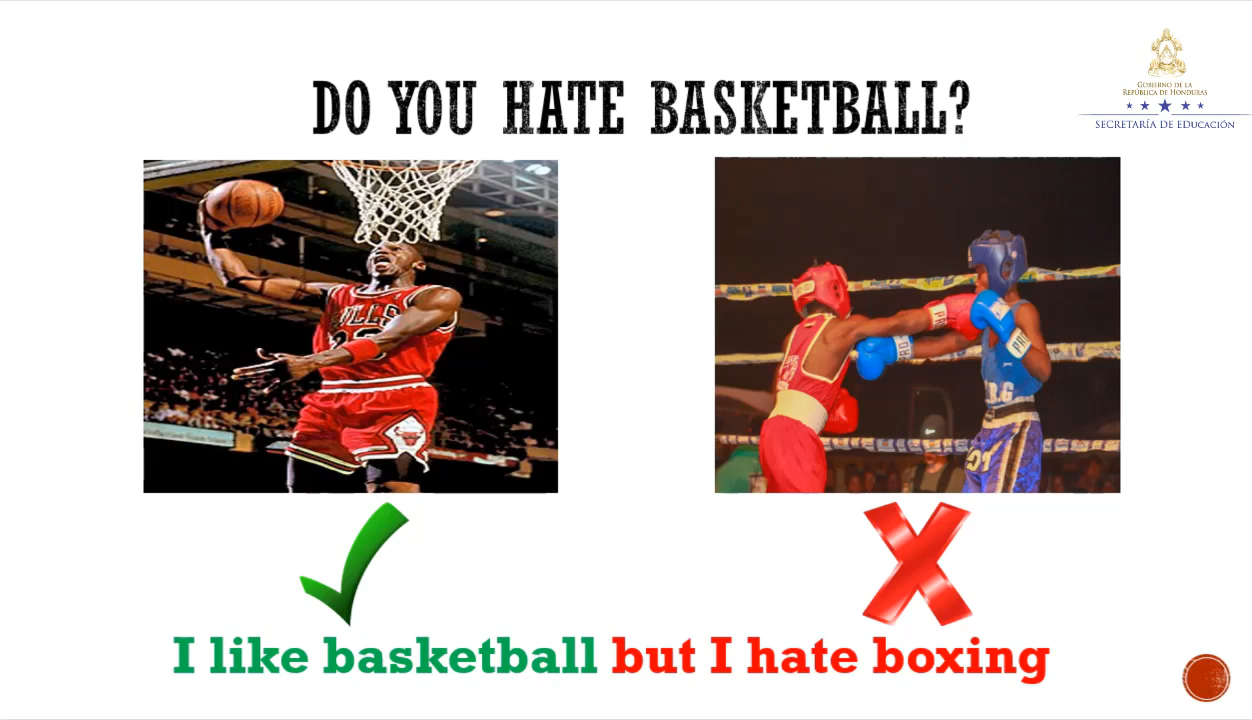 DO YOU HATE BASKETBALL?
GOBIERNO DE LA
REPÚBLICA DE HONDURAS
SECRETARÍA DE EDUCACIÓN
I like basketball but I hate boxing